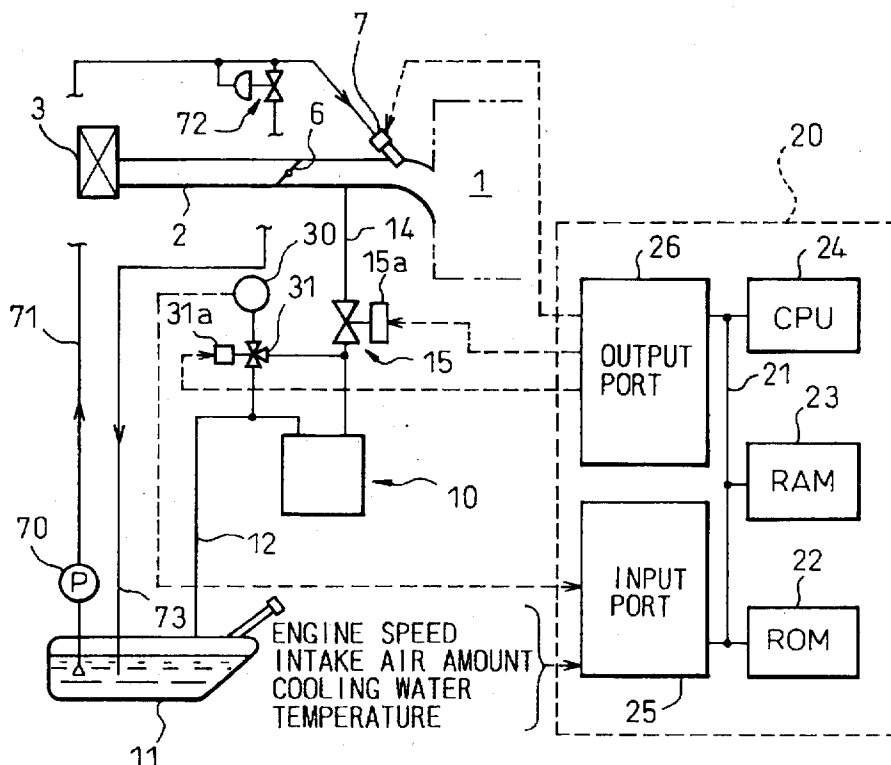 7
3
72
6
20
1
2
14
26
24
30
15a
CPU
71
31a
31
OUTPUT
PORT
15
21
23
RAM
10
70
12
P
INPUT
PORT
22
73
ENGINE SPEED
INTAKE AIR AMOUNT
COOLING WATER
TEMPERATURE
ROM
25
11